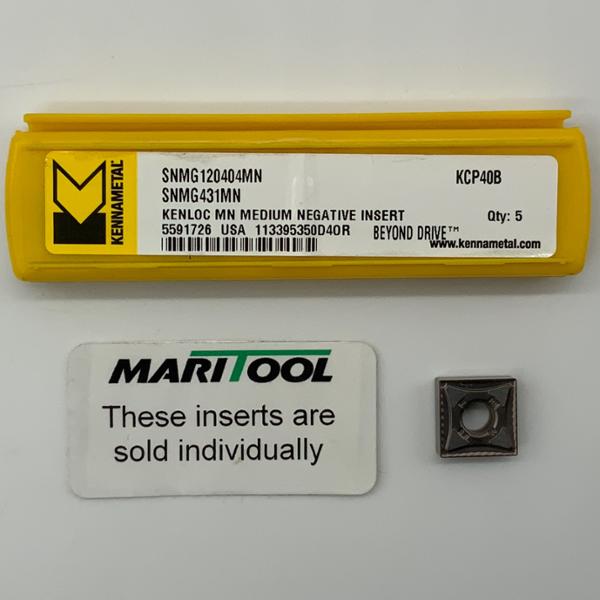 KENNAMETAL
SNMG120404MN
KCP40B
SNMG431MN
KENLOC MN MEDIUM NEGATIVE INSERT
Qty: 5
5591726 USA 113395350D4OR BEYOND DRIVE™
www.kennametal.com
MARITOOL
These inserts are
sold individually